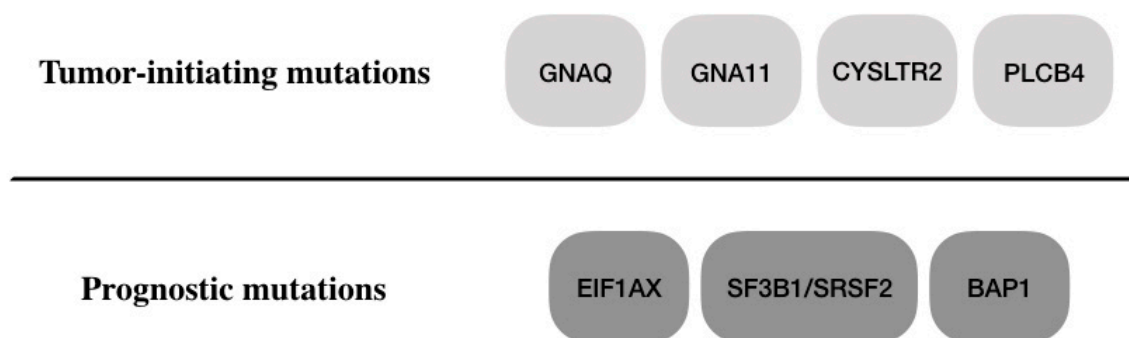 Tumor-initiating mutations GNAQ GNA11 CYSLTR2 PLCB4
Prognostic mutations EIF1AX SF3B1/SRSF2 BAP1